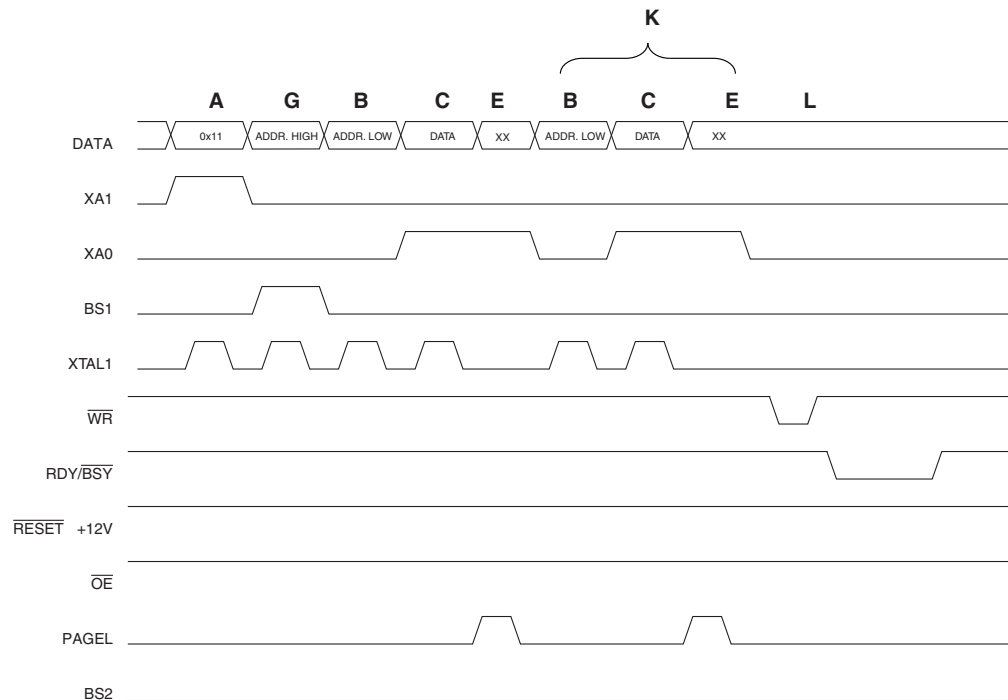 K
A G B C E B C E L
DATA 0x11 ADDR. HIGH ADDR. LOW DATA XX ADDR. LOW DATA XX
XA1
XA0
BS1
XTAL1
WR
RDY/BSY
RESET +12V
OE
PAGEL
BS2